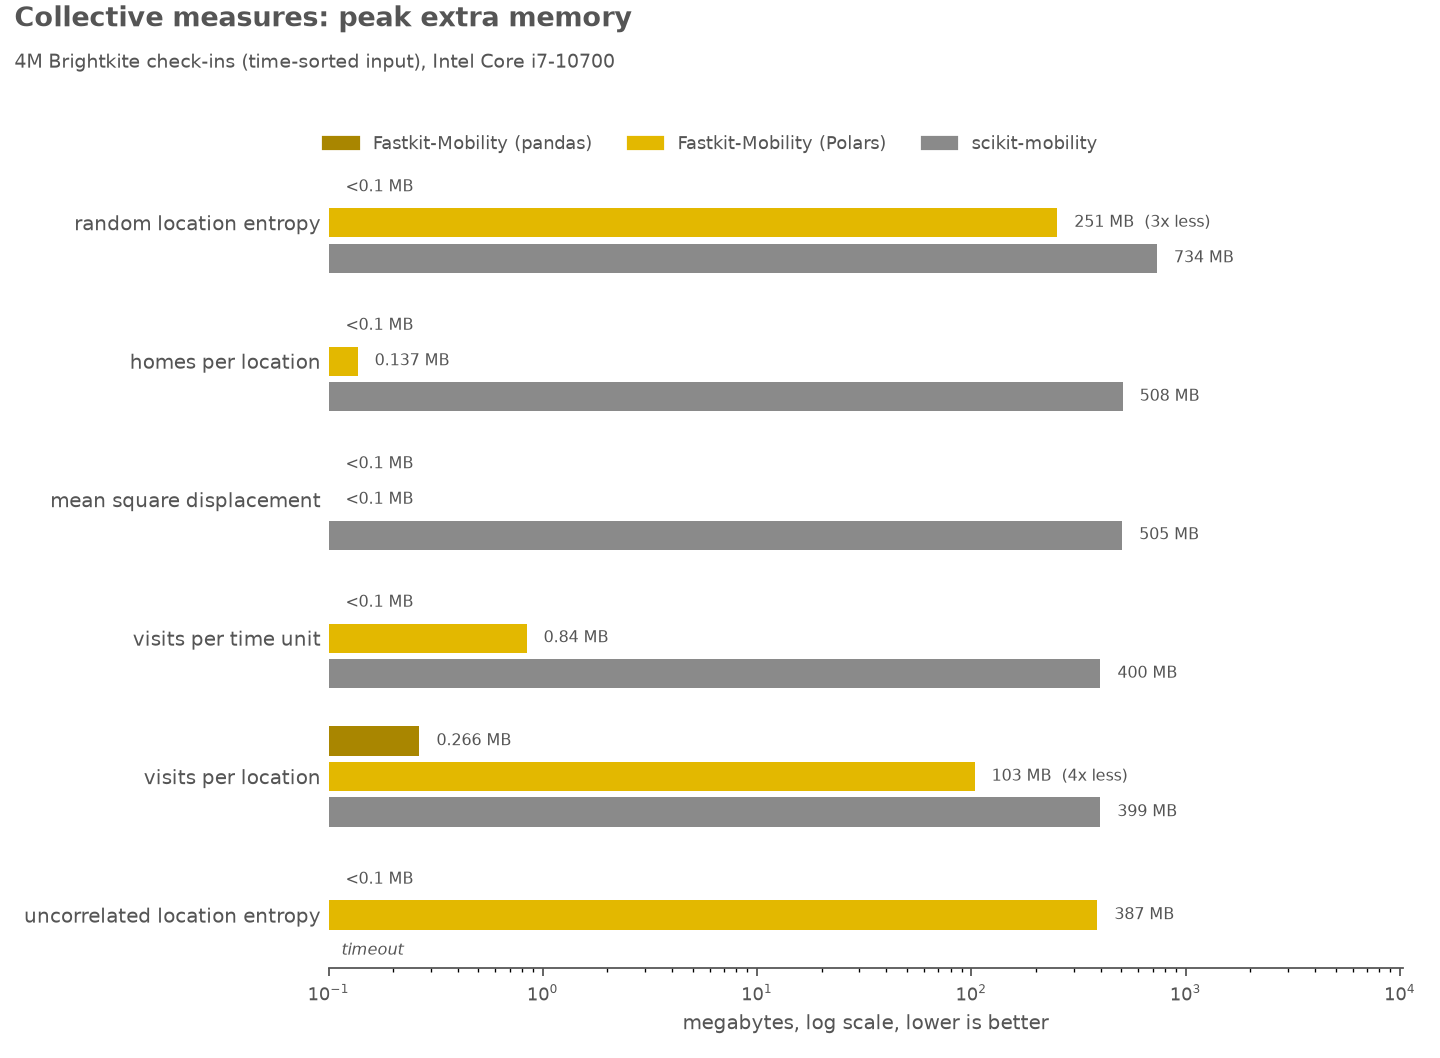 Collective measures: peak extra memory
4M Brightkite check-ins (time-sorted input), Intel Core i7-10700
Fastkit-Mobility (pandas) Fastkit-Mobility (Polars) scikit-mobility
<0.1 MB
random location entropy 251 MB (3x less)
734 MB
<0.1 MB
homes per location 0.137 MB
508 MB
<0.1 MB
mean square displacement <0.1 MB
505 MB
<0.1 MB
visits per time unit 0.84 MB
400 MB
0.266 MB
visits per location 103 MB (4x less)
399 MB
<0.1 MB
uncorrelated location entropy 387 MB
timeout
10⁻¹ 10⁰ 10¹ 10² 10³ 10⁴
megabytes, log scale, lower is better